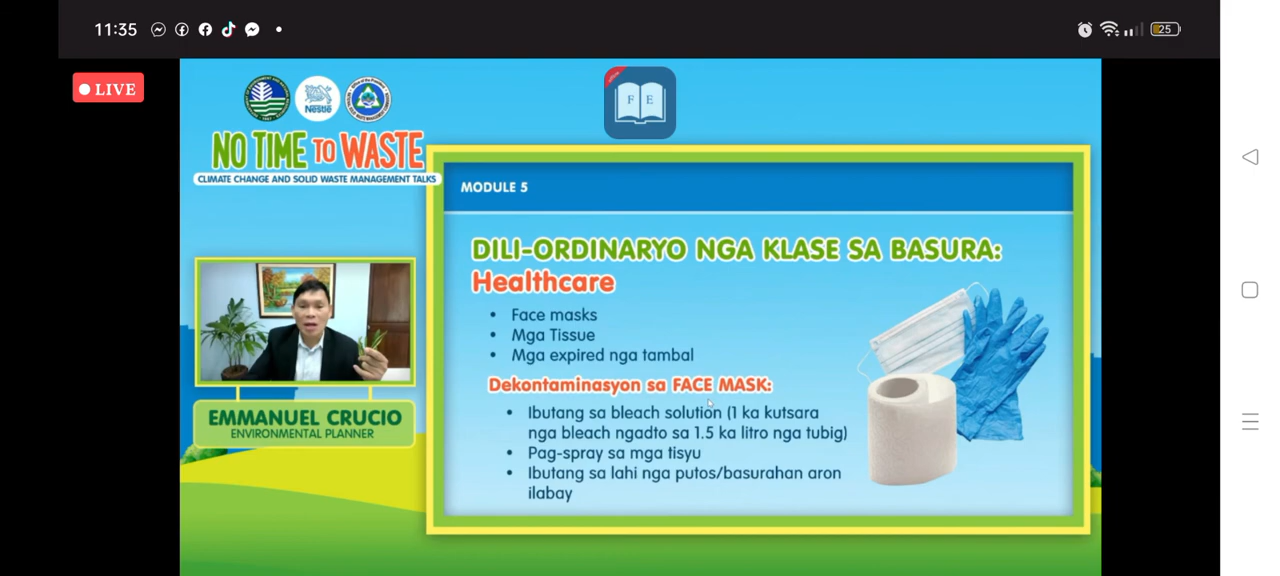 11:35
25
LIVE
Nestlé
F E
NO TIME TO WASTE
CLIMATE CHANGE AND SOLID WASTE MANAGEMENT TALKS
MODULE 5
DILI-ORDINARYO NGA KLASE SA BASURA:
Healthcare
• Face masks
• Mga Tissue
• Mga expired nga tambal
Dekontaminasyon sa FACE MASK:
• Ibutang sa bleach solution (1 ka kutsara
nga bleach ngadto sa 1.5 ka litro nga tubig)
• Pag-spray sa mga tisyu
• Ibutang sa lahi nga putos/basurahan aron
ilabay
EMMANUEL CRUCIO
ENVIRONMENTAL PLANNER